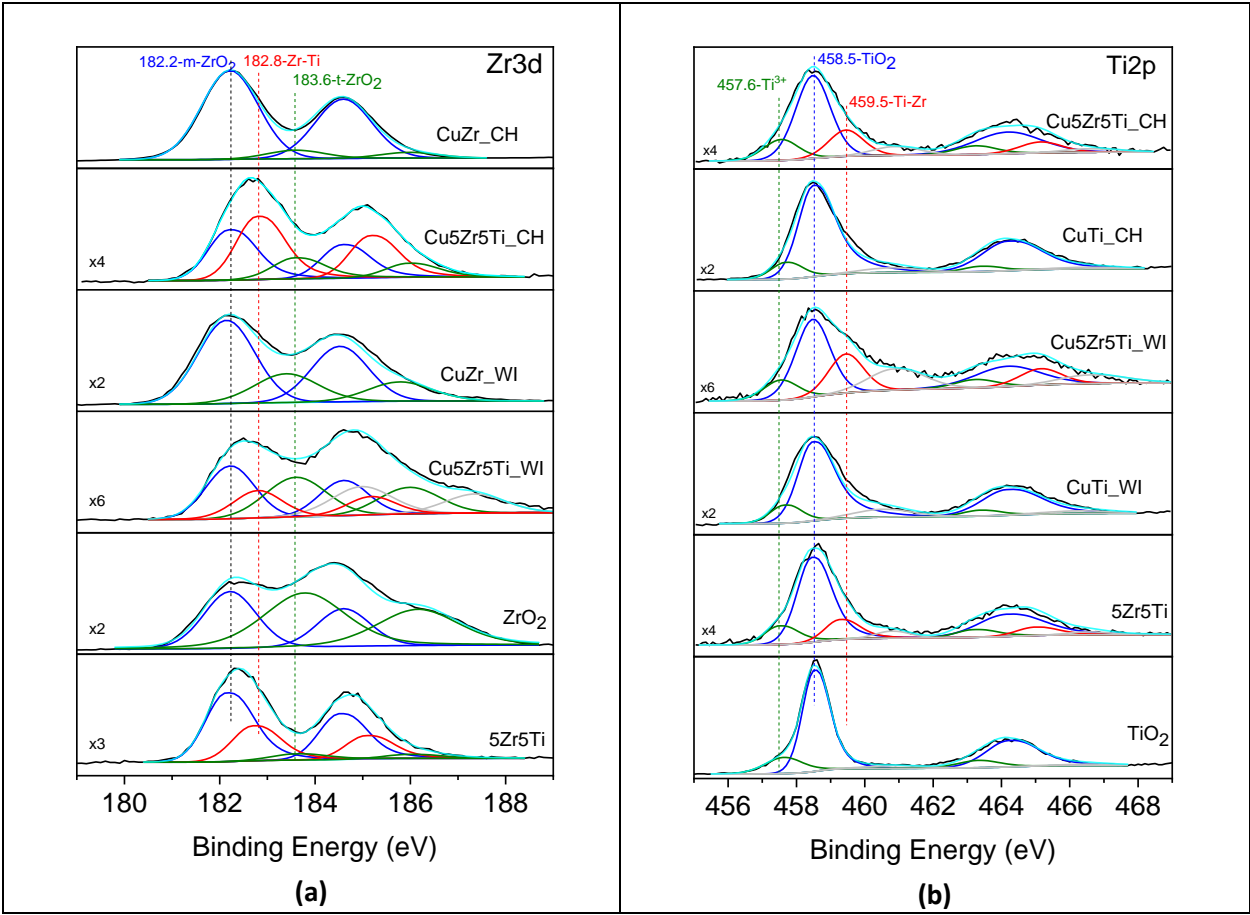 182.2-m-ZrO2 182.8-Zr-Ti Zr3d
183.6-t-ZrO2
CuZr_CH
Cu5Zr5Ti_CH
x4
CuZr_WI
x2
Cu5Zr5Ti_WI
x6
ZrO2
x2
5Zr5Ti
x3
180 182 184 186 188
Binding Energy (eV)
(a)
458.5-TiO2 Ti2p
457.6-Ti3+
459.5-Ti-Zr
Cu5Zr5Ti_CH
x4
CuTi_CH
x2
Cu5Zr5Ti_WI
x6
CuTi_WI
x2
5Zr5Ti
x4
TiO2
456 458 460 462 464 466 468
Binding Energy (eV)
(b)